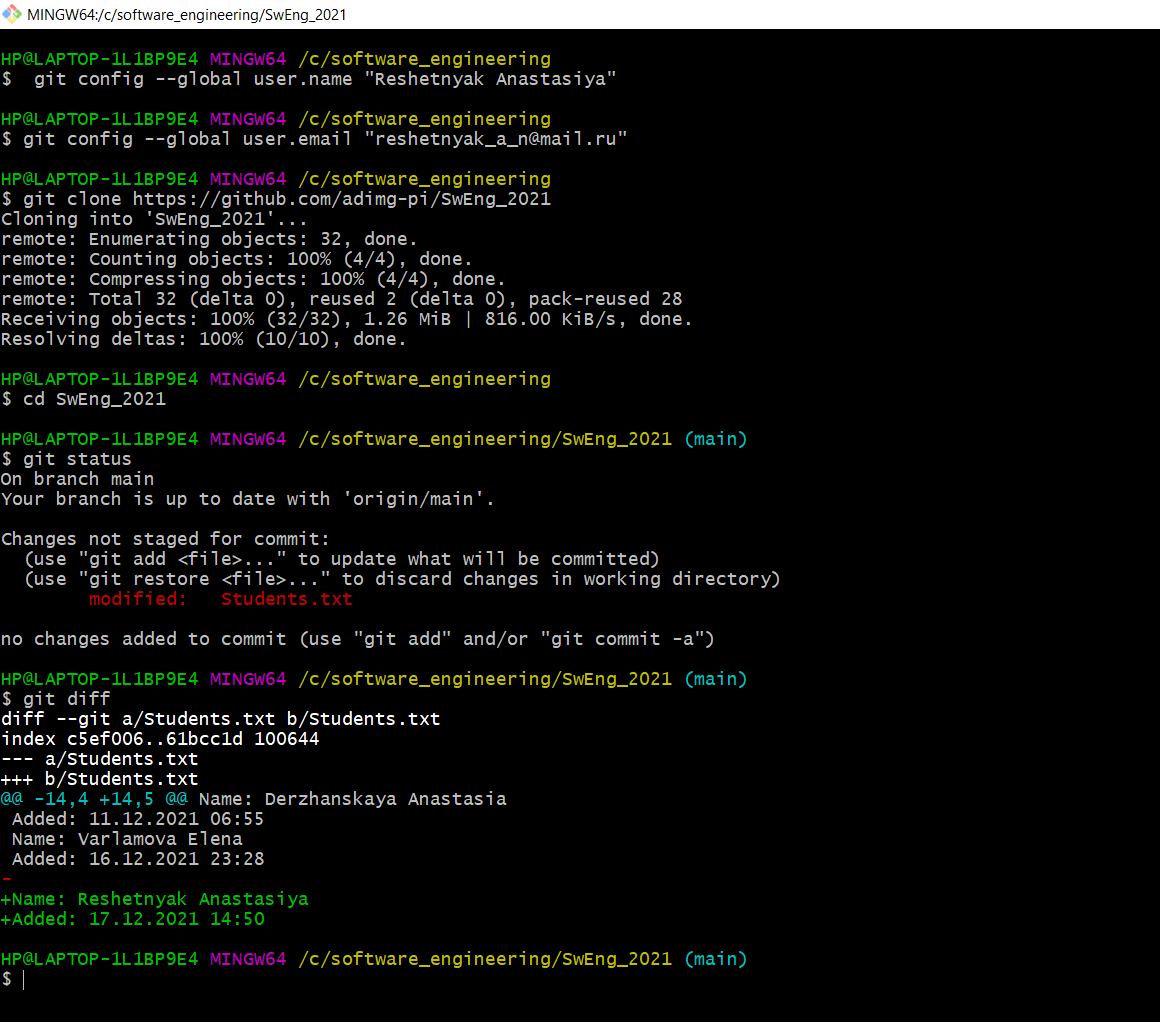 MINGW64:/c/software_engineering/SwEng_2021
HP@LAPTOP-1L1BP9E4 MINGW64 /c/software_engineering
$  git config --global user.name "Reshetnyak Anastasiya"
HP@LAPTOP-1L1BP9E4 MINGW64 /c/software_engineering
$ git config --global user.email "reshetnyak_a_n@mail.ru"
HP@LAPTOP-1L1BP9E4 MINGW64 /c/software_engineering
$ git clone https://github.com/adimg-pi/SwEng_2021
Cloning into 'SwEng_2021'...
remote: Enumerating objects: 32, done.
remote: Counting objects: 100% (4/4), done.
remote: Compressing objects: 100% (4/4), done.
remote: Total 32 (delta 0), reused 2 (delta 0), pack-reused 28
Receiving objects: 100% (32/32), 1.26 MiB | 816.00 KiB/s, done.
Resolving deltas: 100% (10/10), done.
HP@LAPTOP-1L1BP9E4 MINGW64 /c/software_engineering
$ cd SwEng_2021
HP@LAPTOP-1L1BP9E4 MINGW64 /c/software_engineering/SwEng_2021 (main)
$ git status
On branch main
Your branch is up to date with 'origin/main'.
Changes not staged for commit:
  (use "git add <file>..." to update what will be committed)
  (use "git restore <file>..." to discard changes in working directory)
        modified:   Students.txt
no changes added to commit (use "git add" and/or "git commit -a")
HP@LAPTOP-1L1BP9E4 MINGW64 /c/software_engineering/SwEng_2021 (main)
$ git diff
diff --git a/Students.txt b/Students.txt
index c5ef006..61bcc1d 100644
--- a/Students.txt
+++ b/Students.txt
@@ -14,4 +14,5 @@ Name: Derzhanskaya Anastasia
 Added: 11.12.2021 06:55
 Name: Varlamova Elena
 Added: 16.12.2021 23:28
-
+Name: Reshetnyak Anastasiya
+Added: 17.12.2021 14:50
HP@LAPTOP-1L1BP9E4 MINGW64 /c/software_engineering/SwEng_2021 (main)
$